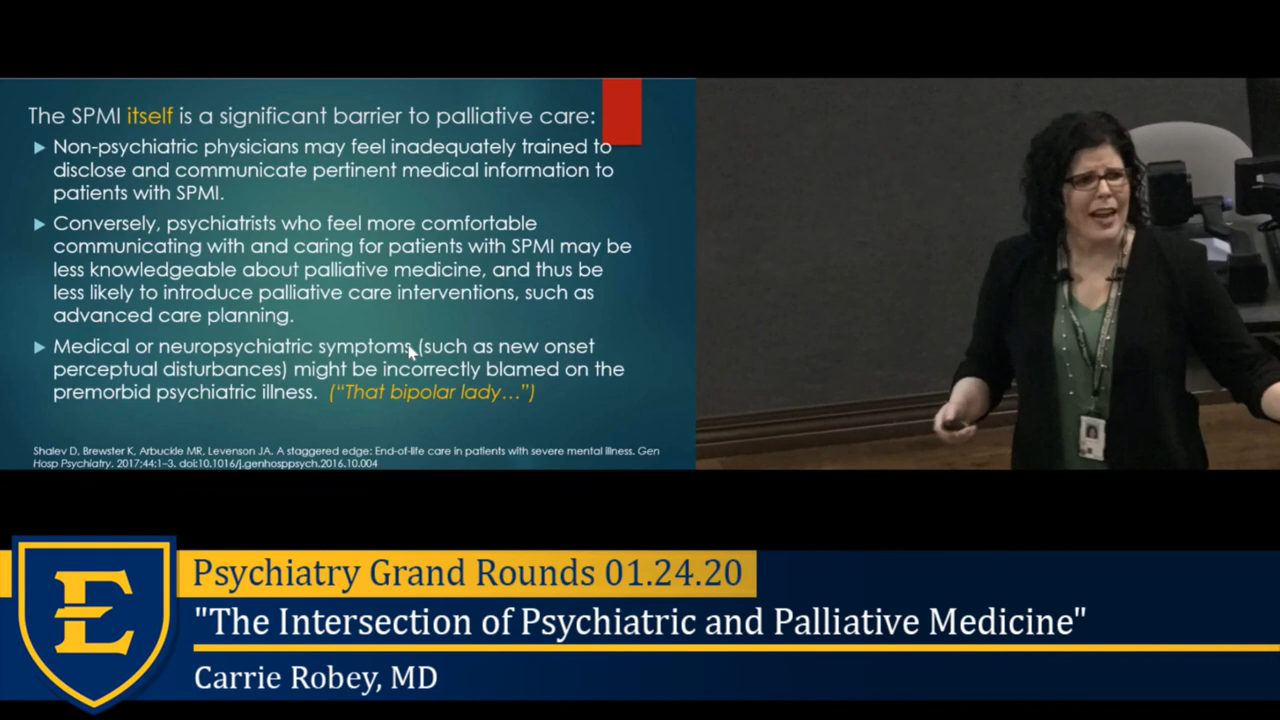 The SPMI itself is a significant barrier to palliative care:
Non-psychiatric physicians may feel inadequately trained to
disclose and communicate pertinent medical information to
patients with SPMI.
Conversely, psychiatrists who feel more comfortable
communicating with and caring for patients with SPMI may be
less knowledgeable about palliative medicine, and thus be
less likely to introduce palliative care interventions, such as
advanced care planning.
Medical or neuropsychiatric symptoms (such as new onset
perceptual disturbances) might be incorrectly blamed on the
premorbid psychiatric illness. (“That bipolar lady…”)
Shalev D, Brewster K, Arbuckle MR, Levenson JA. A staggered edge: End-of-life care in patients with severe mental illness. Gen
Hosp Psychiatry. 2017;44:1–3. doi:10.1016/j.genhosppsych.2016.10.004
E
Psychiatry Grand Rounds 01.24.20
"The Intersection of Psychiatric and Palliative Medicine"
Carrie Robey, MD